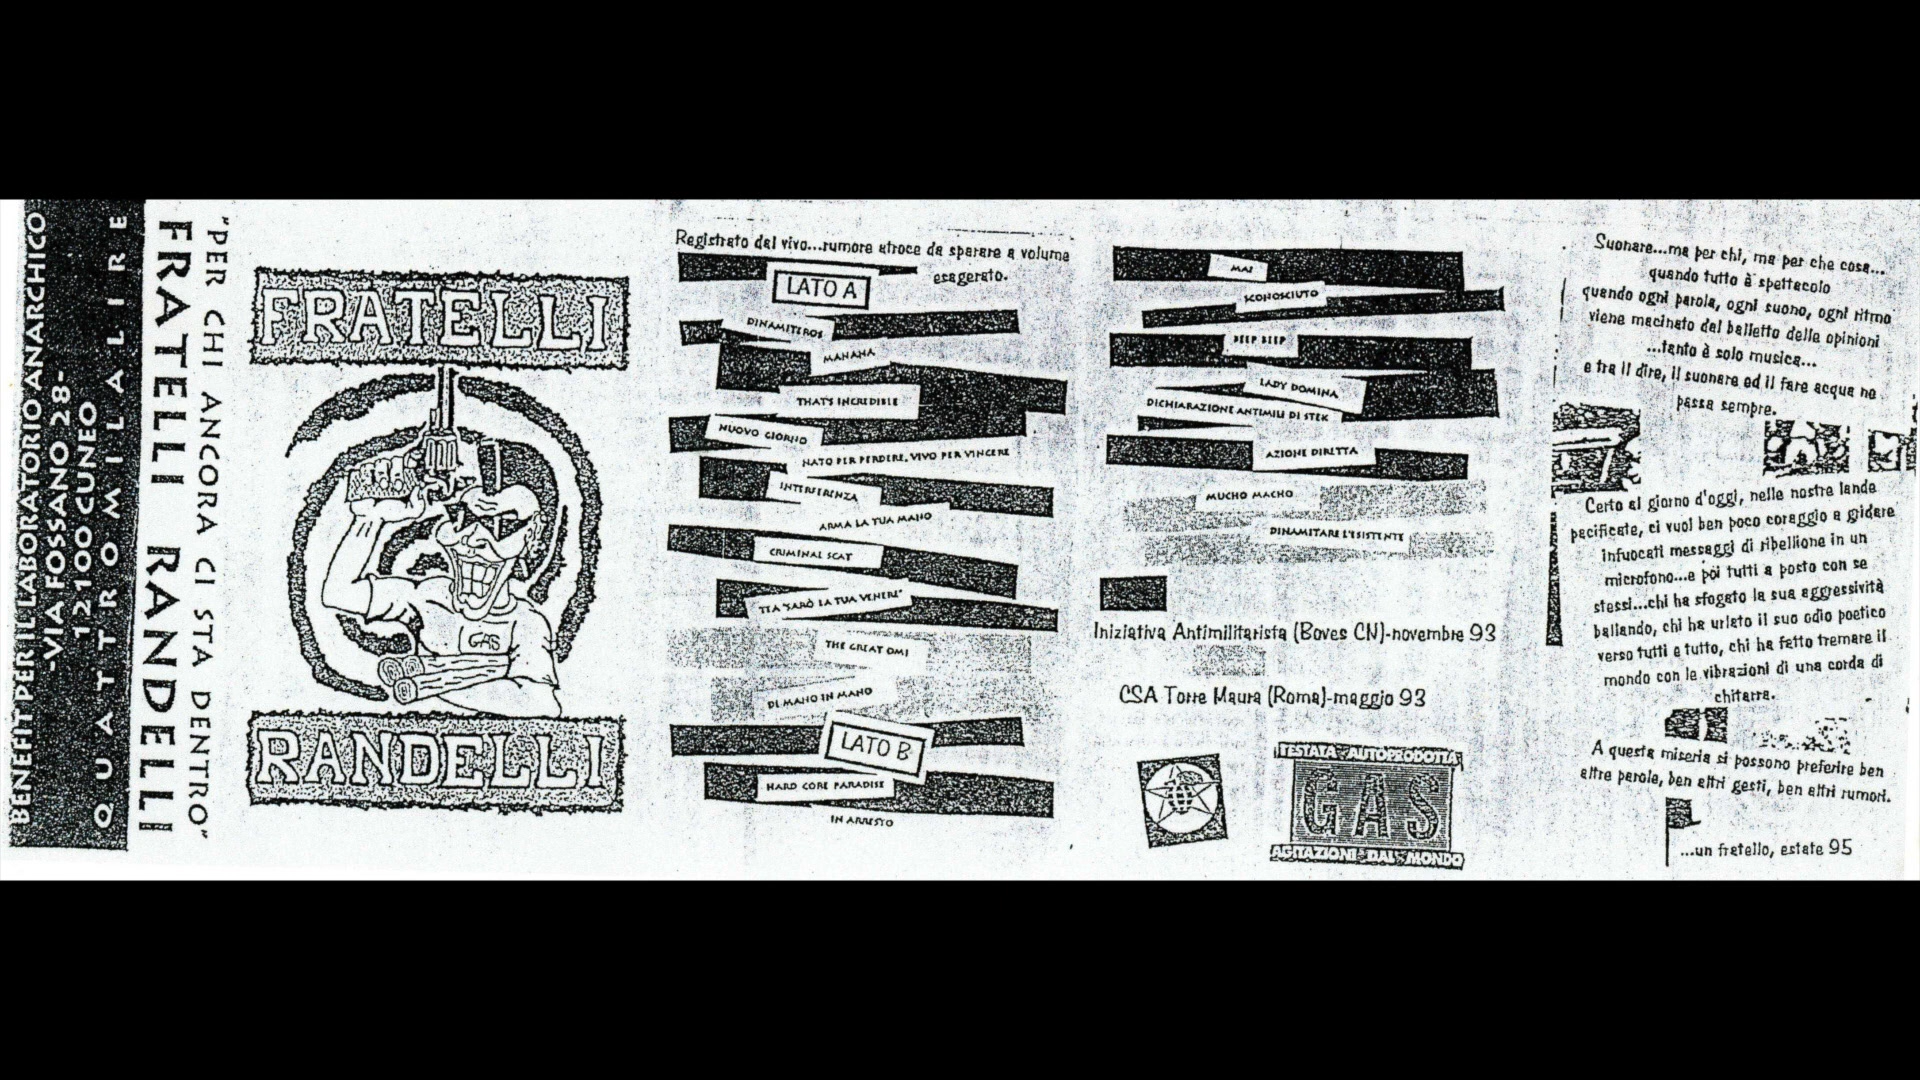 BENEFIT PER IL LABORATORIO ANARCHICO
-VIA FOSSANO 28-
12100 CUNEO
QUATTROMILALIRE
FRATELLI RANDELLI
"PER CHI ANCORA CI STA DENTRO"
FRATELLI
GAS
RANDELLI
Registrato dal vivo...rumore atroce da sparare a volume
esagerato.
LATO A
DINAMITEROS
MANANA
THAT'S INCREDIBLE
NUOVO GIORNO
NATO PER PERDERE, VIVO PER VINCERE
INTERFERENZA
ARMA LA TUA MANO
CRIMINAL SCAT
TEA "SARÒ LA TUA VENERE"
THE GREAT OMI
DI MANO IN MANO
LATO B
HARD CORE PARADISE
IN ARRESTO
MAI
SCONOSCIUTO
BEEP BEEP
LADY DOMINA
DICHIARAZIONE ANTIMILI DI STEK
AZIONE DIRETTA
MUCHO MACHO
DINAMITARE L'ESISTENTE
Iniziativa Antimilitarista (Boves CN)-novembre 93
CSA Torre Maura (Roma)-maggio 93
TESTATA AUTOPRODOTTA
GAS
AGITAZIONI DAL MONDO
Suonare...ma per chi, ma per che cosa...
quando tutto è spettacolo
quando ogni parola, ogni suono, ogni ritmo
viene macinato dal balletto delle opinioni
...tanto è solo musica...
e tra il dire, il suonare ed il fare acqua ne
passa sempre.
Certo al giorno d'oggi, nelle nostre lande
pacificate, ci vuol ben poco coraggio a gridare
infuocati messaggi di ribellione in un
microfono...e poi tutti a posto con se
stessi...chi ha sfogato la sua aggressività
ballando, chi ha urlato il suo odio poetico
verso tutti e tutto, chi ha fatto tremare il
mondo con le vibrazioni di una corda di
chitarra.
A questa miseria si possono preferire ben
altre parole, ben altri gesti, ben altri rumori.
...un fratello, estate 95